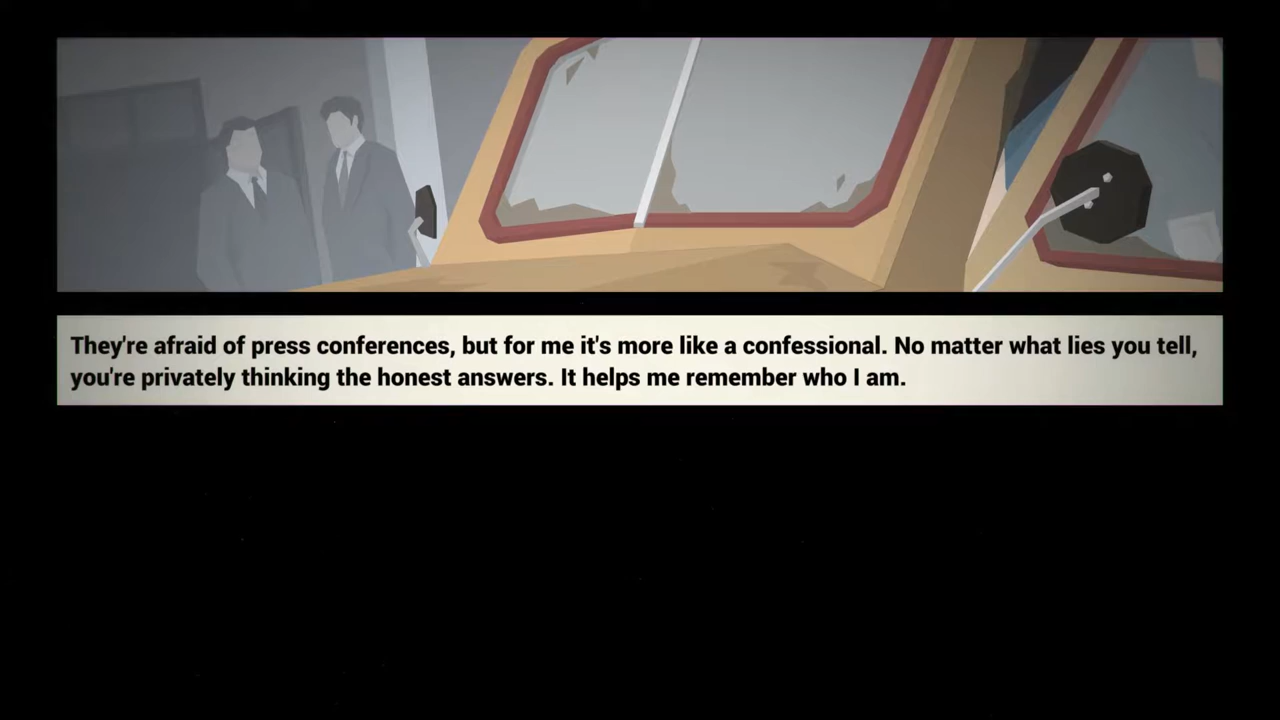 They're afraid of press conferences, but for me it's more like a confessional. No matter what lies you tell,
you're privately thinking the honest answers. It helps me remember who I am.